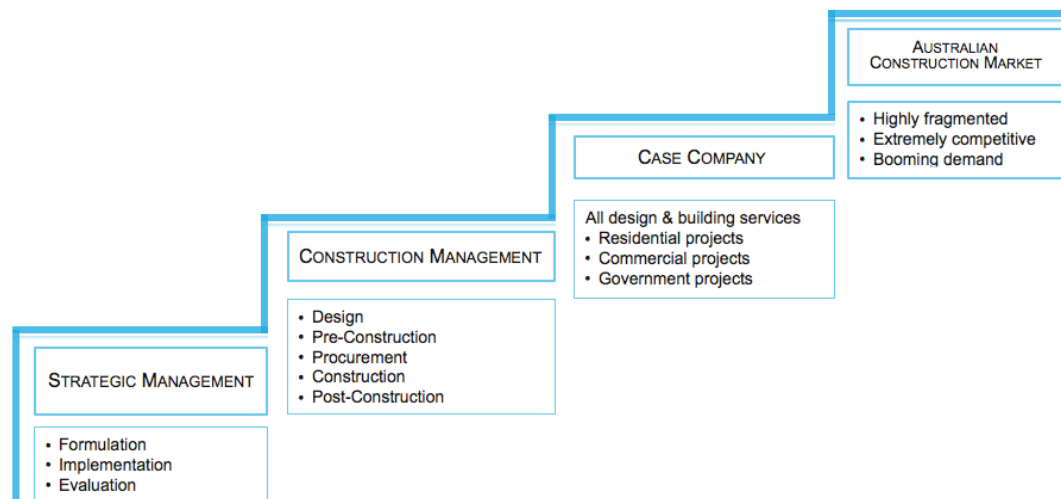 AUSTRALIAN
CONSTRUCTION MARKET
• Highly fragmented
• Extremely competitive
• Booming demand
CASE COMPANY
All design & building services
• Residential projects
• Commercial projects
• Government projects
CONSTRUCTION MANAGEMENT
• Design
• Pre-Construction
• Procurement
• Construction
• Post-Construction
STRATEGIC MANAGEMENT
• Formulation
• Implementation
• Evaluation